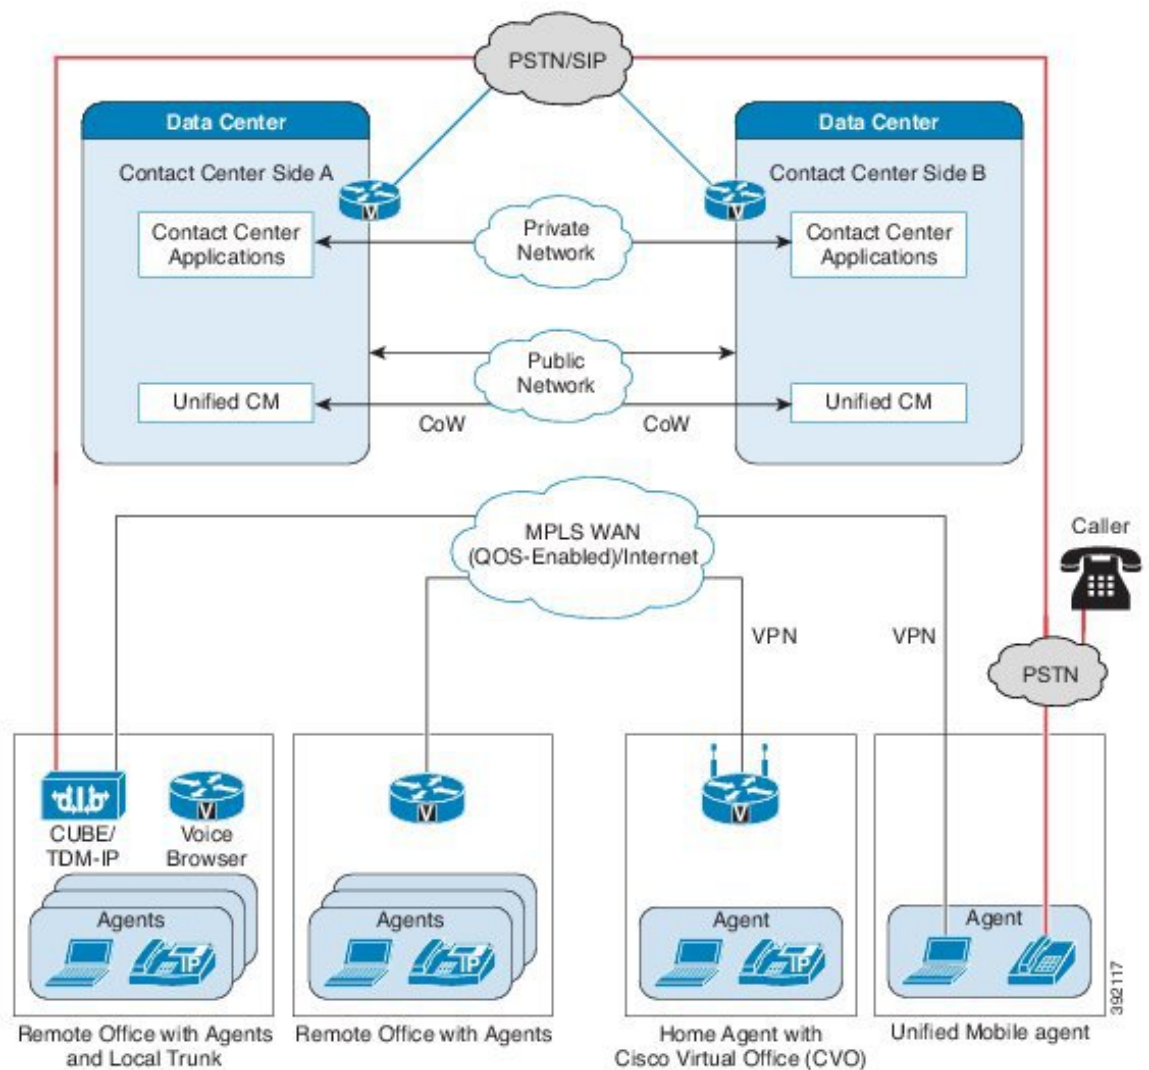 PSTN/SIP
Data Center
Contact Center Side A
V
Contact Center
Applications
Unified CM
Private
Network
Public
Network
CoW
CoW
Data Center
V
Contact Center Side B
Contact Center
Applications
Unified CM
MPLS WAN
(QOS-Enabled)/Internet
VPN
VPN
Caller
PSTN
CUBE/
TDM-IP
V
Voice
Browser
Agents
IP
Remote Office with Agents
and Local Trunk
V
Agents
IP
Remote Office with Agents
V
Agent
IP
Home Agent with
Cisco Virtual Office (CVO)
Agent
Unified Mobile agent
392117